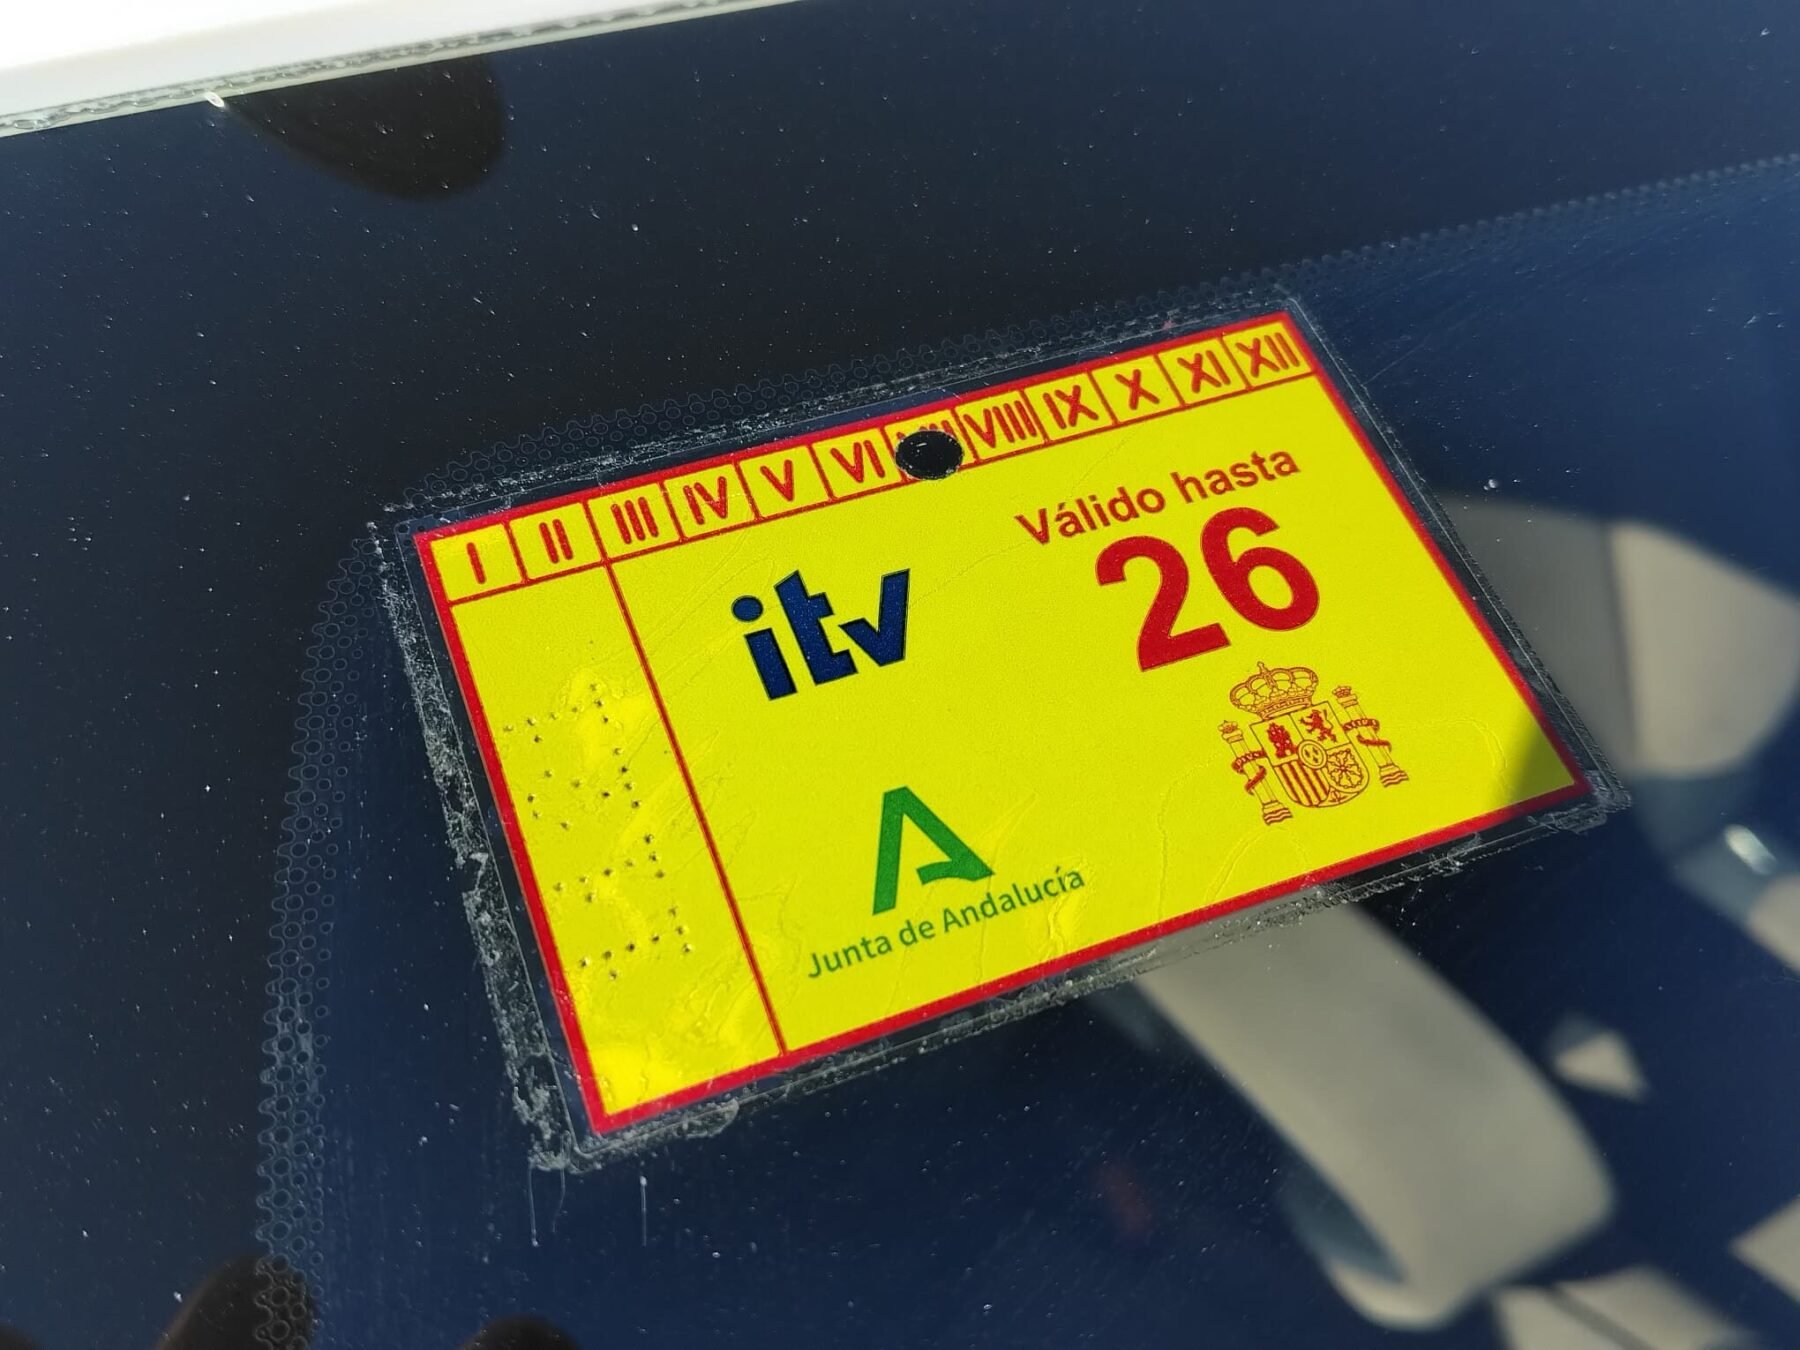 I II III IV V VI VIII IX X XI XII
Válido hasta
26
itv
Junta de Andalucía